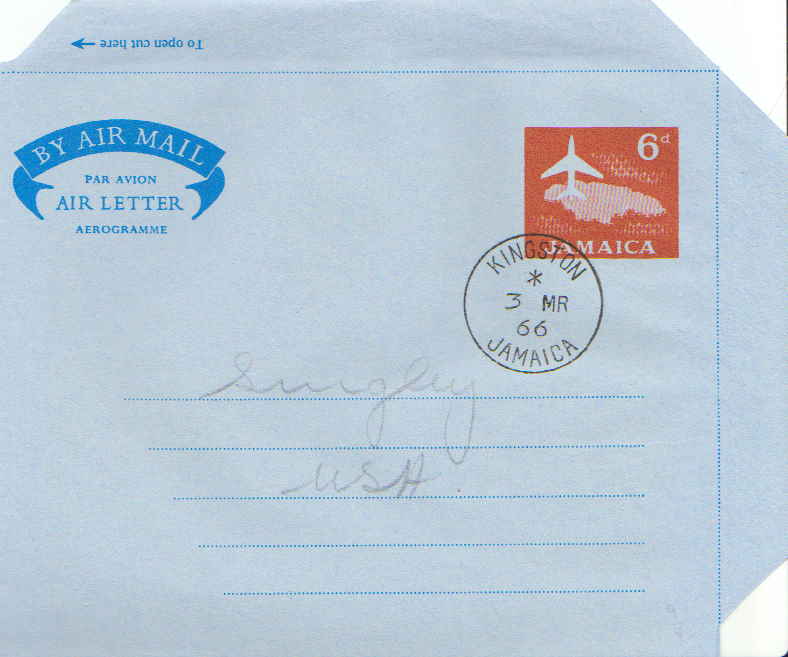 To open cut here
BY AIR MAIL
PAR AVION
AIR LETTER
AEROGRAMME
6d
JAMAICA
KINGSTON
*
3 MR
66
JAMAICA
Singley
USA.